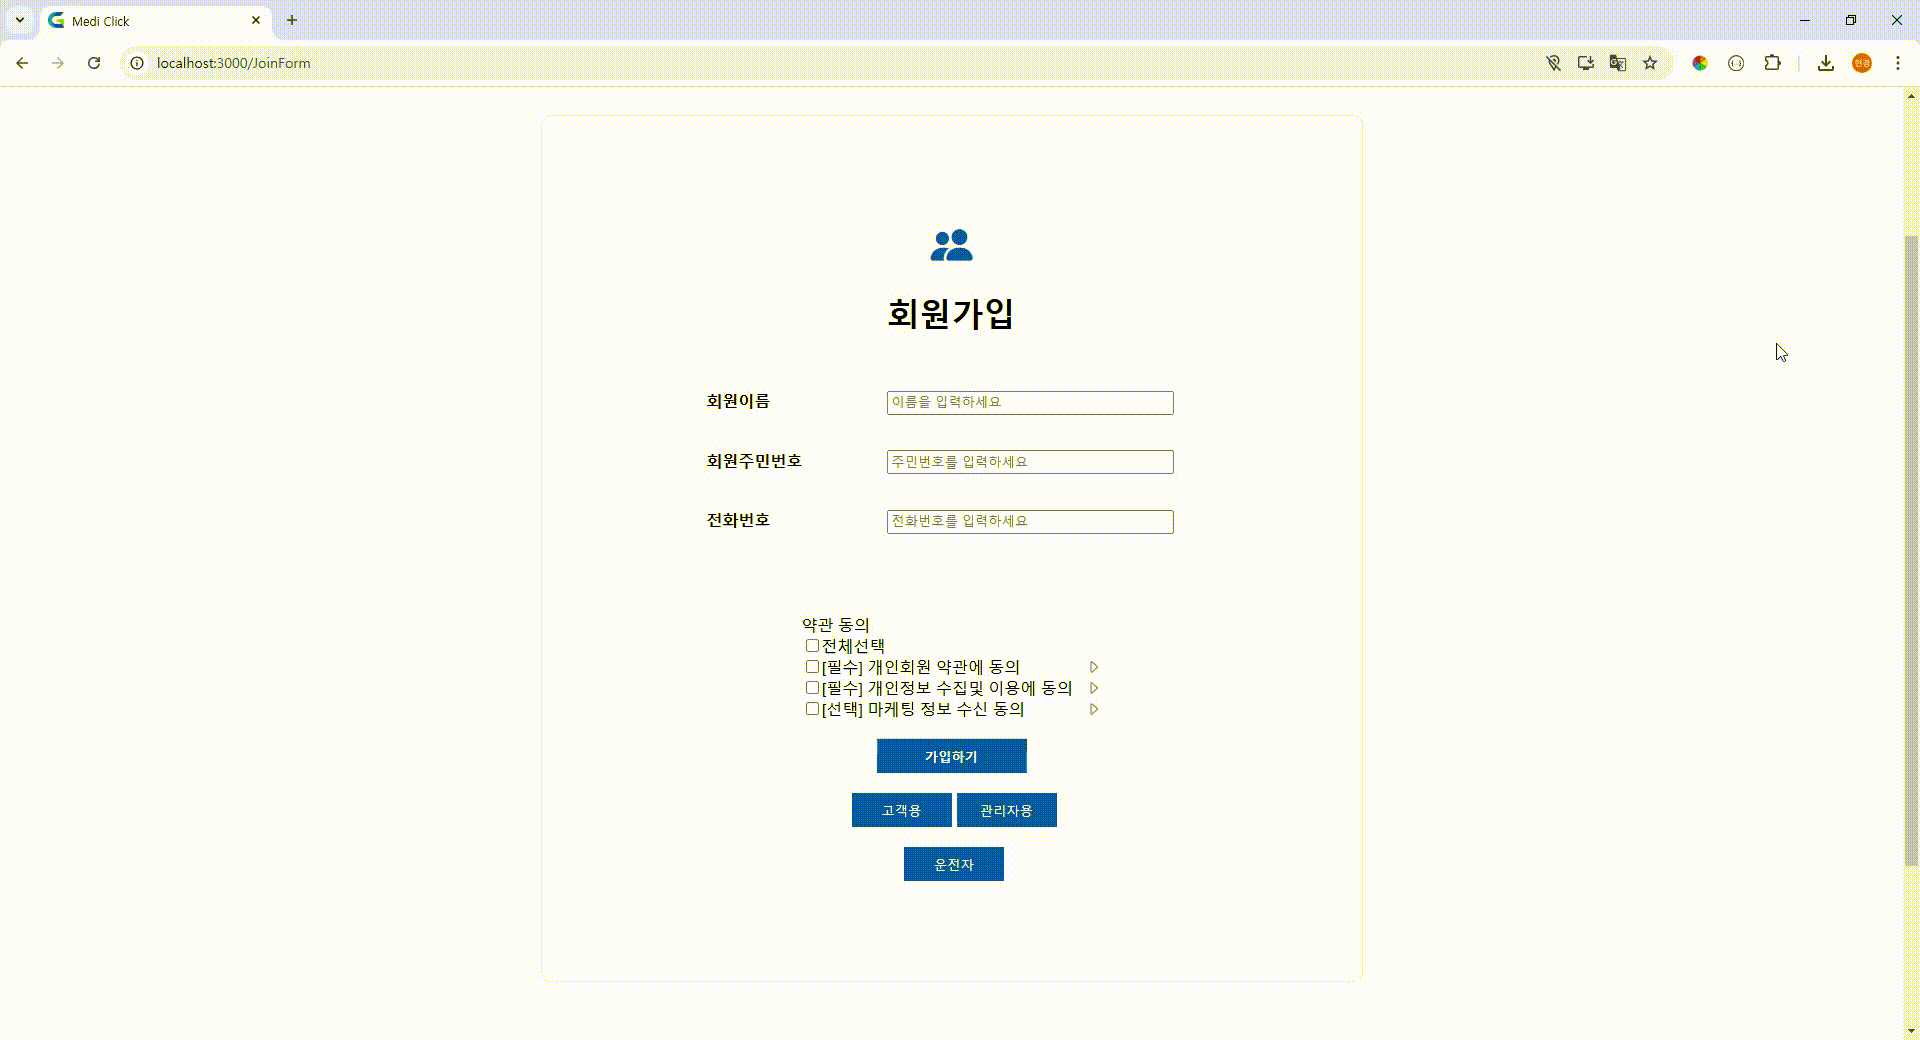 Medi Click
localhost:3000/JoinForm
현경
회원가입
회원이름 이름을 입력하세요
회원주민번호 주민번호를 입력하세요
전화번호 전화번호를 입력하세요
약관 동의
전체선택
[필수] 개인회원 약관에 동의
[필수] 개인정보 수집및 이용에 동의
[선택] 마케팅 정보 수신 동의
가입하기
고객용 관리자용
운전자